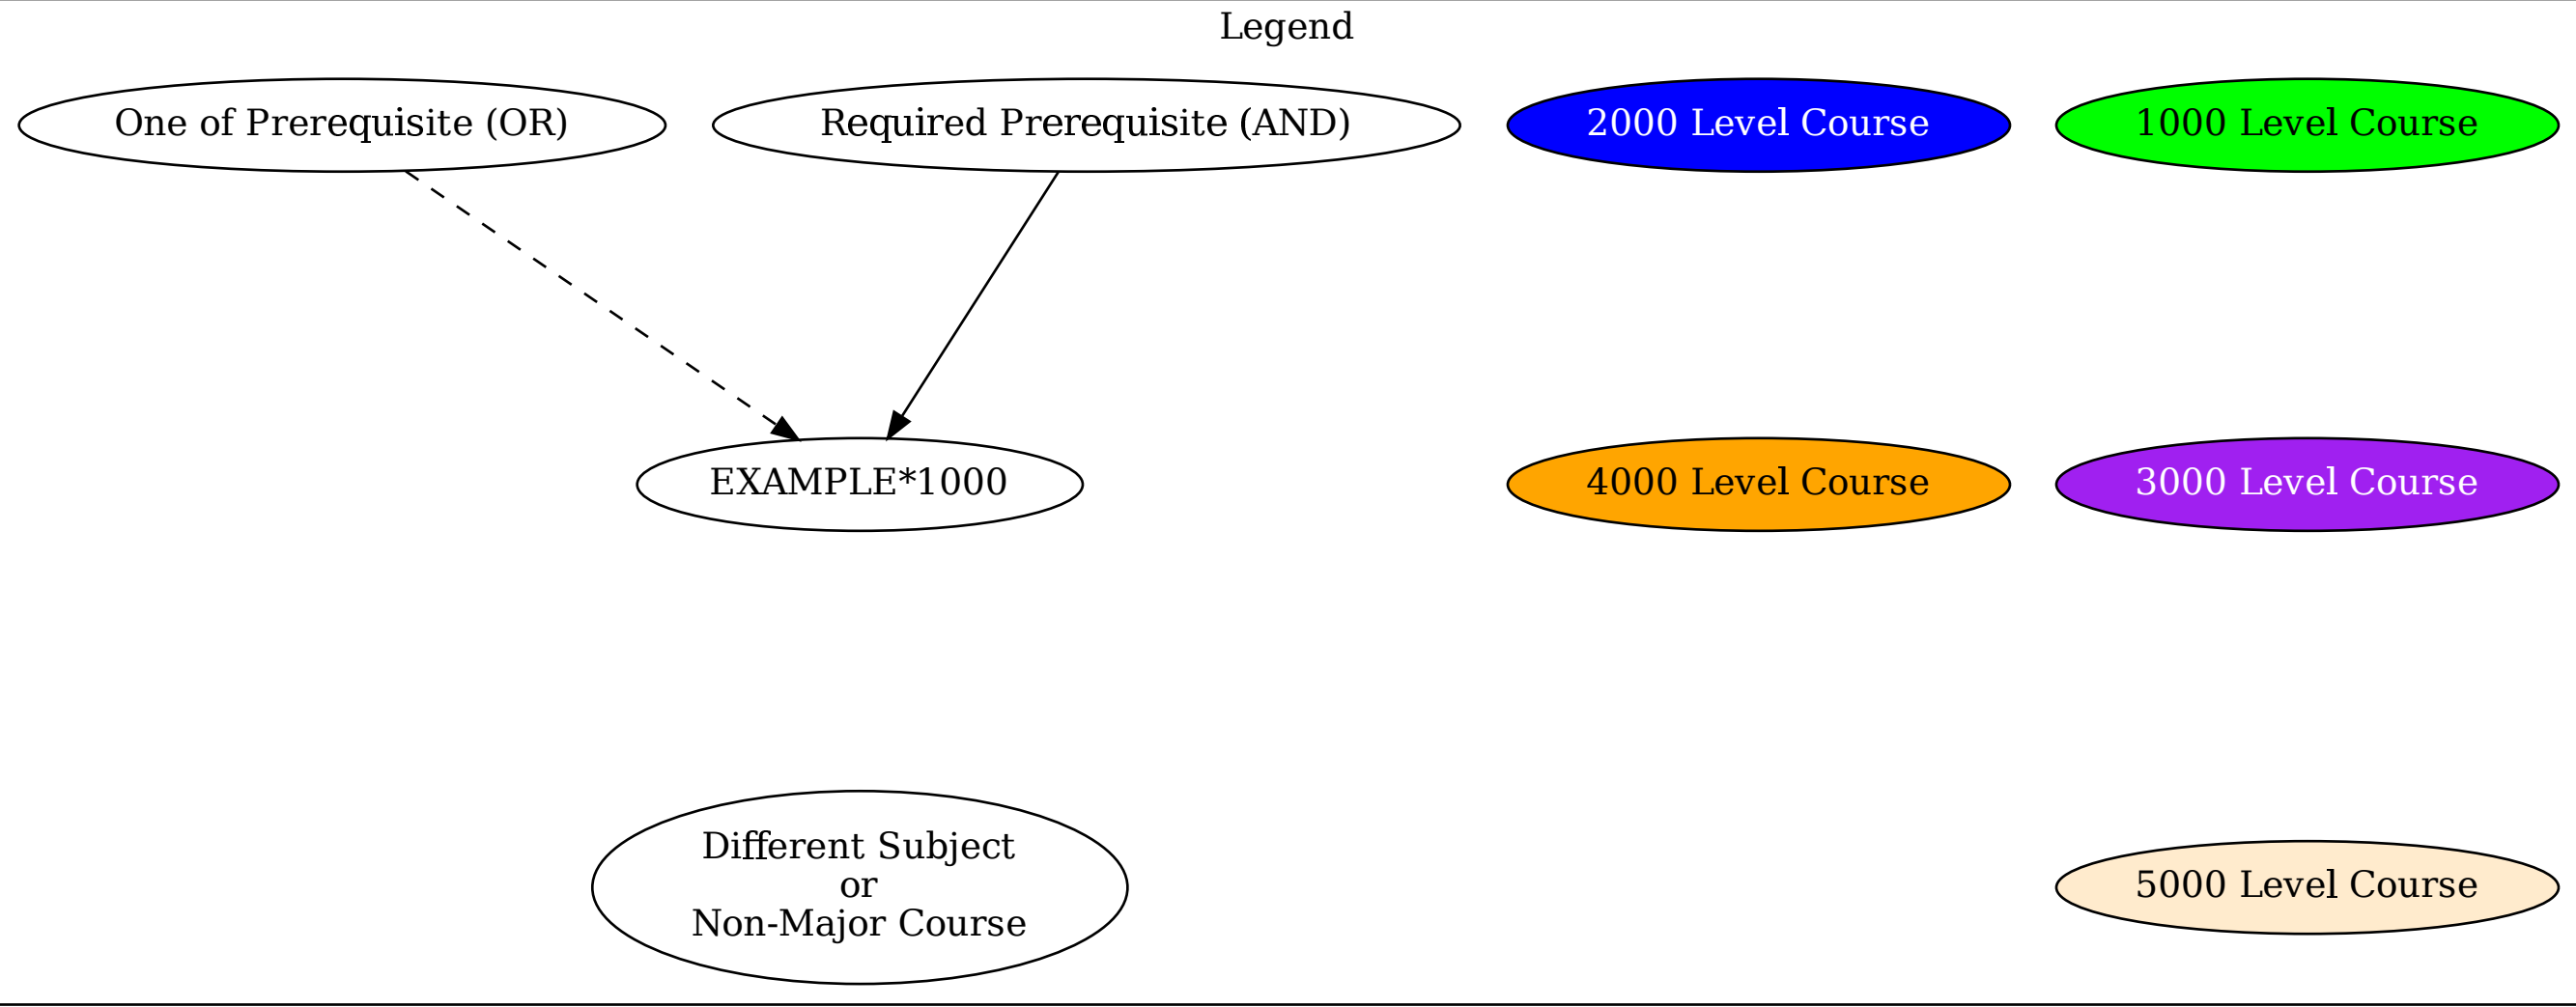 Legend
One of Prerequisite (OR)
Required Prerequisite (AND)
2000 Level Course
1000 Level Course
EXAMPLE*1000
4000 Level Course
3000 Level Course
Different Subject
or
Non-Major Course
5000 Level Course